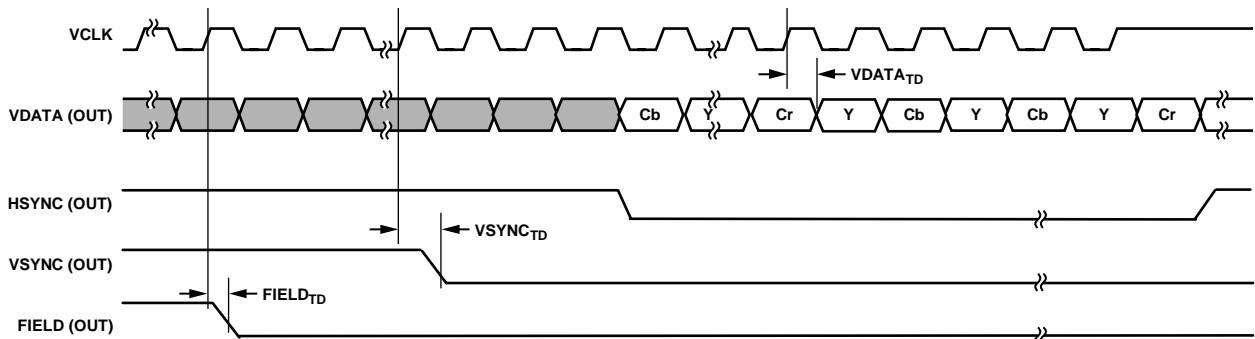 VCLK
VDATA_TD
VDATA (OUT)
Cb Y Cr Y Cb Y Cb Y Cr
HSYNC (OUT)
VSYNC_TD
VSYNC (OUT)
FIELD_TD
FIELD (OUT)